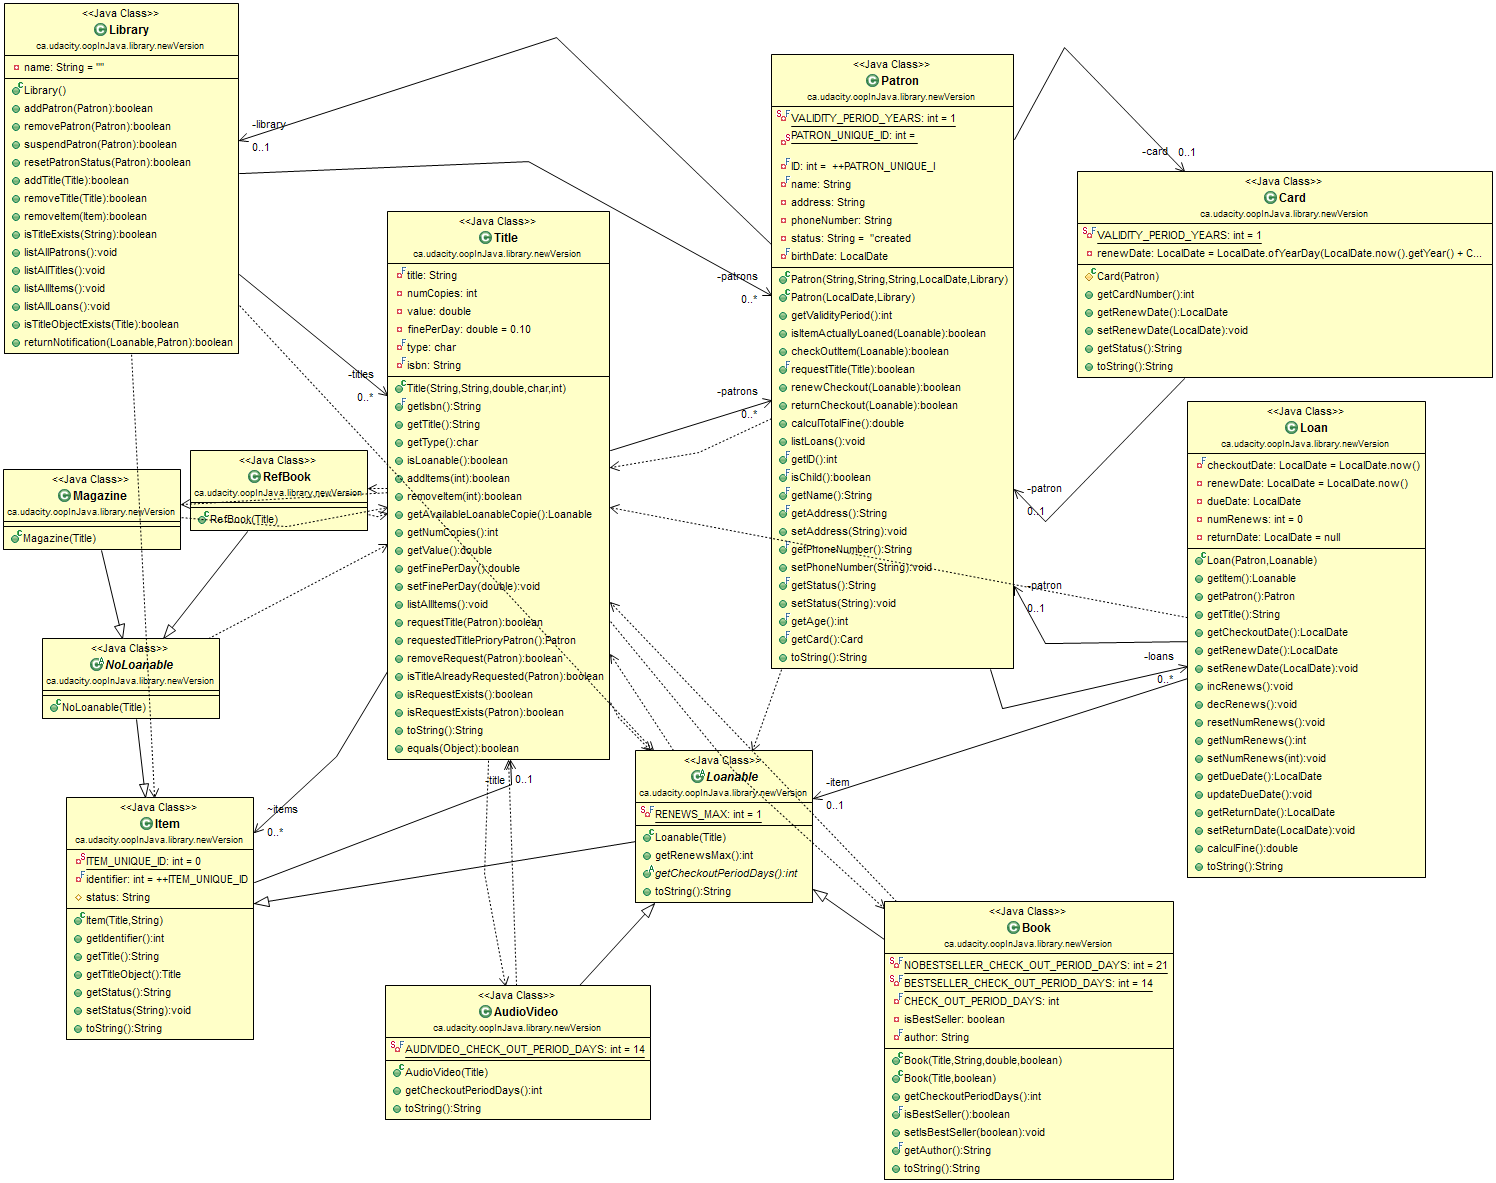 <<Java Class>>
Library
ca.udacity.oopInJava.library.newVersion
name: String = ""
Library()
addPatron(Patron):boolean
removePatron(Patron):boolean
suspendPatron(Patron):boolean
resetPatronStatus(Patron):boolean
addTitle(Title):boolean
removeTitle(Title):boolean
removeItem(Item):boolean
isTitleExists(String):boolean
listAllPatrons():void
listAllTitles():void
listAllItems():void
listAllLoans():void
isTitleObjectExists(Title):boolean
returnNotification(Loanable,Patron):boolean
-library
0..1
-patrons
0..*
-titles
0..*
<<Java Class>>
Patron
ca.udacity.oopInJava.library.newVersion
VALIDITY_PERIOD_YEARS: int = 1
PATRON_UNIQUE_ID: int =
ID: int = ++PATRON_UNIQUE_I
name: String
address: String
phoneNumber: String
status: String = "created
birthDate: LocalDate
Patron(String,String,String,LocalDate,Library)
Patron(LocalDate,Library)
getValidityPeriod():int
isItemActuallyLoaned(Loanable):boolean
checkOutItem(Loanable):boolean
requestTitle(Title):boolean
renewCheckout(Loanable):boolean
returnCheckout(Loanable):boolean
calculTotalFine():double
listLoans():void
getID():int
isChild():boolean
getName():String
getAddress():String
setAddress(String):void
getPhoneNumber():String
setPhoneNumber(String):void
getStatus():String
setStatus(String):void
getAge():int
getCard():Card
toString():String
-card
0..1
<<Java Class>>
Card
ca.udacity.oopInJava.library.newVersion
VALIDITY_PERIOD_YEARS: int = 1
renewDate: LocalDate = LocalDate.ofYearDay(LocalDate.now().getYear() + C...
Card(Patron)
getCardNumber():int
getRenewDate():LocalDate
setRenewDate(LocalDate):void
getStatus():String
toString():String
-patron
0..1
<<Java Class>>
Title
ca.udacity.oopInJava.library.newVersion
title: String
numCopies: int
value: double
finePerDay: double = 0.10
type: char
isbn: String
Title(String,String,double,char,int)
getIsbn():String
getTitle():String
getType():char
isLoanable():boolean
addItems(int):boolean
removeItem(int):boolean
getAvailableLoanableCopie():Loanable
getNumCopies():int
getValue():double
getFinePerDay():double
setFinePerDay(double):void
listAllItems():void
requestTitle(Patron):boolean
requestedTitlePrioryPatron():Patron
removeRequest(Patron):boolean
isTitleAlreadyRequested(Patron):boolean
isRequestExists():boolean
isRequestExists(Patron):boolean
toString():String
equals(Object):boolean
-patrons
0..*
<<Java Class>>
Loan
ca.udacity.oopInJava.library.newVersion
checkoutDate: LocalDate = LocalDate.now()
renewDate: LocalDate = LocalDate.now()
dueDate: LocalDate
numRenews: int = 0
returnDate: LocalDate = null
Loan(Patron,Loanable)
getItem():Loanable
getPatron():Patron
getTitle():String
getCheckoutDate():LocalDate
getRenewDate():LocalDate
setRenewDate(LocalDate):void
incRenews():void
decRenews():void
resetNumRenews():void
getNumRenews():int
setNumRenews(int):void
getDueDate():LocalDate
updateDueDate():void
getReturnDate():LocalDate
setReturnDate(LocalDate):void
calculFine():double
toString():String
-patron
0..1
-loans
0..*
<<Java Class>>
RefBook
ca.udacity.oopInJava.library.newVersion
RefBook(Title)
<<Java Class>>
Magazine
ca.udacity.oopInJava.library.newVersion
Magazine(Title)
<<Java Class>>
NoLoanable
ca.udacity.oopInJava.library.newVersion
NoLoanable(Title)
~items
0..*
-title
0..1
-item
0..1
<<Java Class>>
Item
ca.udacity.oopInJava.library.newVersion
ITEM_UNIQUE_ID: int = 0
identifier: int = ++ITEM_UNIQUE_ID
status: String
Item(Title,String)
getIdentifier():int
getTitle():String
getTitleObject():Title
getStatus():String
setStatus(String):void
toString():String
<<Java Class>>
Loanable
ca.udacity.oopInJava.library.newVersion
RENEWS_MAX: int = 1
Loanable(Title)
getRenewsMax():int
getCheckoutPeriodDays():int
toString():String
<<Java Class>>
AudioVideo
ca.udacity.oopInJava.library.newVersion
AUDIVIDEO_CHECK_OUT_PERIOD_DAYS: int = 14
AudioVideo(Title)
getCheckoutPeriodDays():int
toString():String
<<Java Class>>
Book
ca.udacity.oopInJava.library.newVersion
NOBESTSELLER_CHECK_OUT_PERIOD_DAYS: int = 21
BESTSELLER_CHECK_OUT_PERIOD_DAYS: int = 14
CHECK_OUT_PERIOD_DAYS: int
isBestSeller: boolean
author: String
Book(Title,String,double,boolean)
Book(Title,boolean)
getCheckoutPeriodDays():int
isBestSeller():boolean
setIsBestSeller(boolean):void
getAuthor():String
toString():String